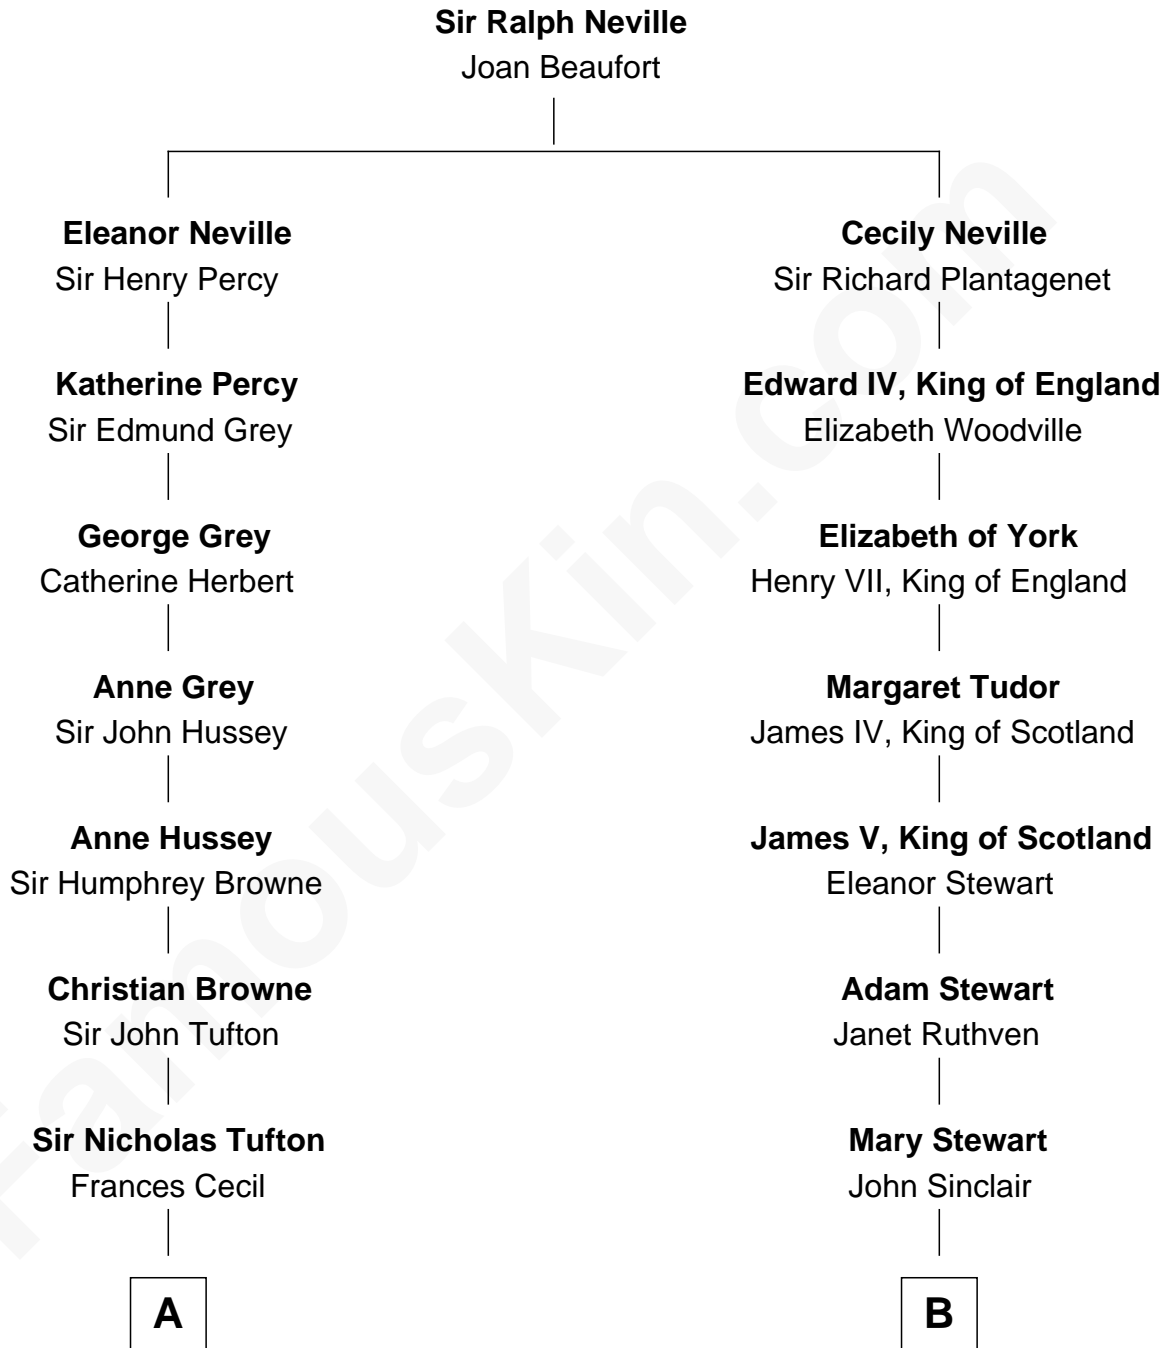 Sir Ralph Neville
Joan Beaufort
Eleanor Neville
Sir Henry Percy
Cecily Neville
Sir Richard Plantagenet
Katherine Percy
Sir Edmund Grey
Edward IV, King of England
Elizabeth Woodville
George Grey
Catherine Herbert
Elizabeth of York
Henry VII, King of England
Anne Grey
Sir John Hussey
Margaret Tudor
James IV, King of Scotland
Anne Hussey
Sir Humphrey Browne
James V, King of Scotland
Eleanor Stewart
Christian Browne
Sir John Tufton
Adam Stewart
Janet Ruthven
Sir Nicholas Tufton
Frances Cecil
Mary Stewart
John Sinclair
A
B
FamousKin.com